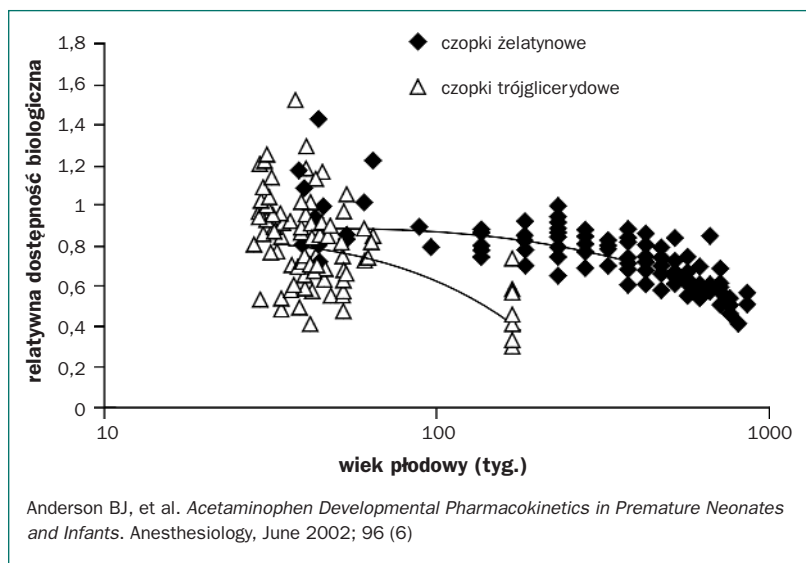 1,8
1,6
1,4
1,2
1
0,8
0,6
0,4
0,2
0
relatywna dostępność biologiczna
czopki żelatynowe
czopki trójglicerydowe
10
100
1000
wiek płodowy (tyg.)
Anderson BJ, et al. Acetaminophen Developmental Pharmacokinetics in Premature Neonates
and Infants. Anesthesiology, June 2002; 96 (6)